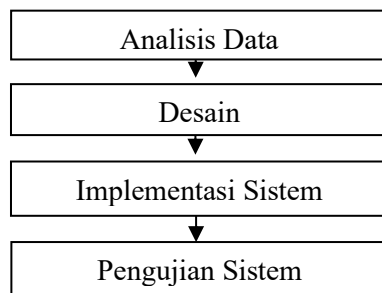 Analisis Data
Desain
Implementasi Sistem
Pengujian Sistem